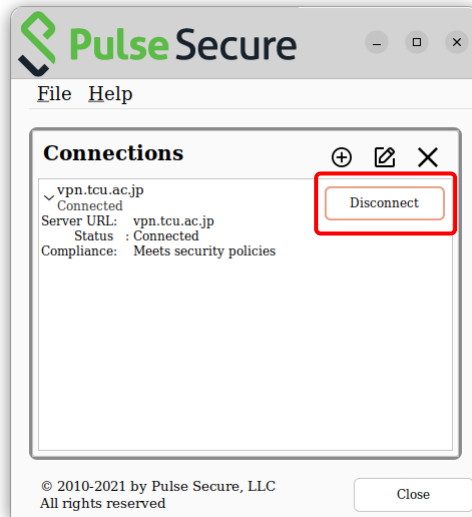 Pulse Secure
File Help
Connections
vpn.tcu.ac.jp
Connected
Disconnect
Server URL: vpn.tcu.ac.jp
Status : Connected
Compliance: Meets security policies
© 2010-2021 by Pulse Secure, LLC
All rights reserved
Close